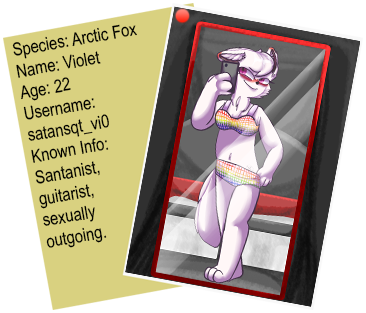 Species: Arctic Fox
Name: Violet
Age: 22
Username:
satansqt_vi0
Known Info:
Santanist,
guitarist,
sexually
outgoing.